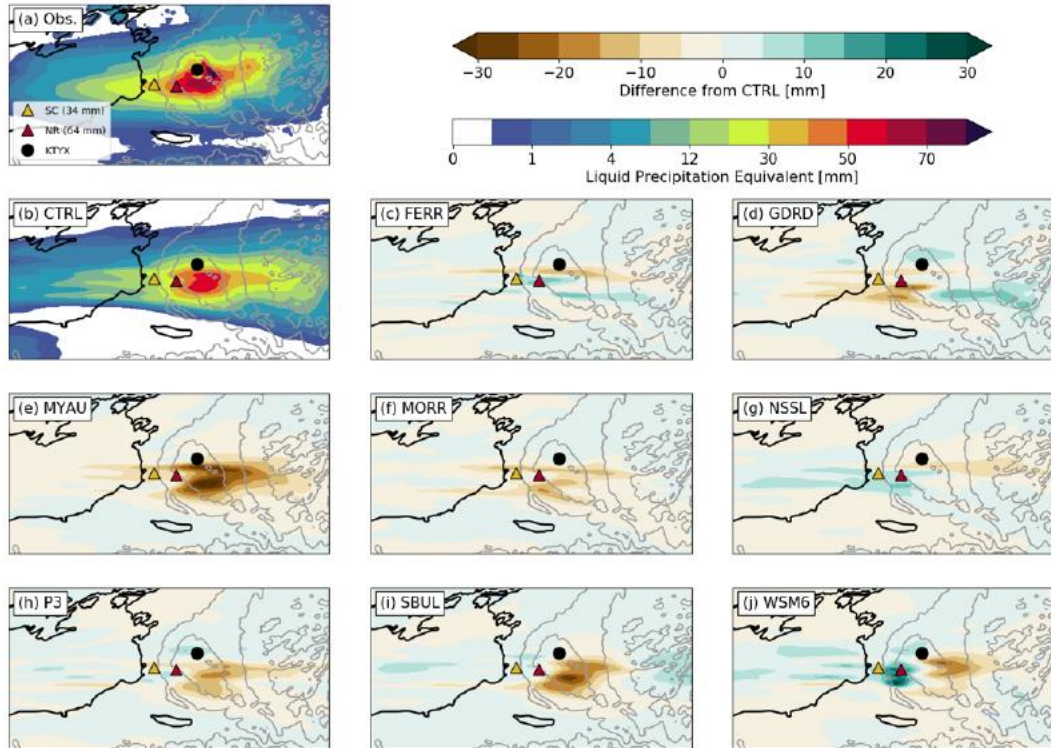 (a) Obs.
SC (34 mm)
NR (64 mm)
KTYX
−30 −20 −10 0 10 20 30
Difference from CTRL [mm]
0 1 4 12 30 50 70
Liquid Precipitation Equivalent [mm]
(b) CTRL
(c) FERR
(d) GDRD
(e) MYAU
(f) MORR
(g) NSSL
(h) P3
(i) SBUL
(j) WSM6